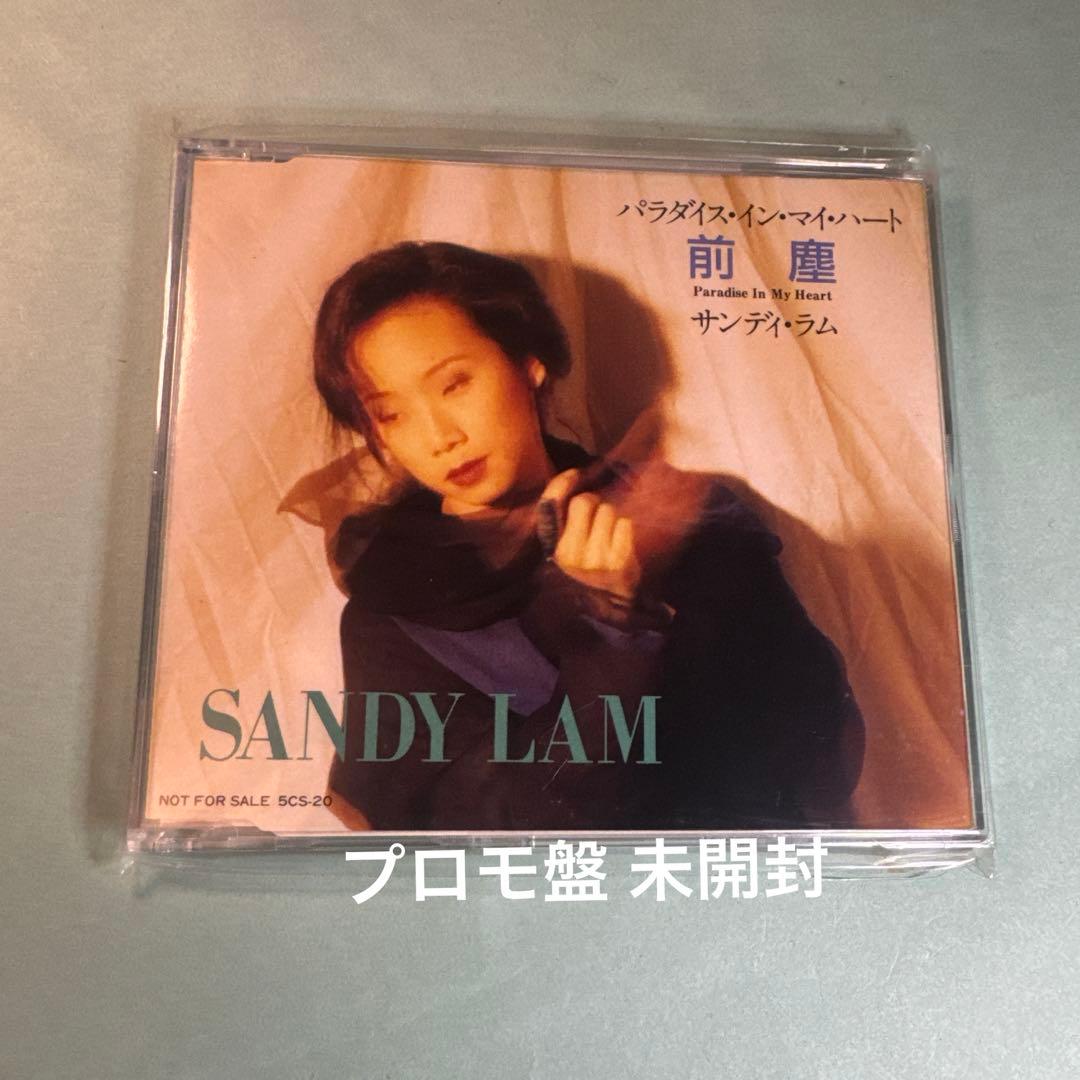 パラダイス・イン・マイ・ハート
前 塵
Paradise In My Heart
サンディ・ラム
SANDY LAM
NOT FOR SALE 5CS-20
プロモ盤 未開封